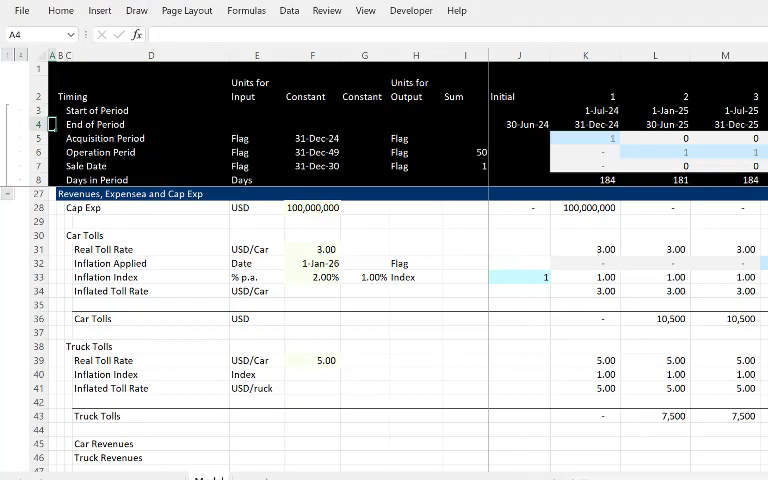 File Home Insert Draw Page Layout Formulas Data Review View Developer Help
A4 fx
1 2 A B C D E F G H I J K L M
1
Units for Units for
2 Timing Input Constant Constant Output Sum Initial 1 2 3
3 Start of Period 1-Jul-24 1-Jan-25 1-Jul-25
4 End of Period 30-Jun-24 31-Dec-24 30-Jun-25 31-Dec-25
5 Acquisition Period Flag 31-Dec-24 Flag 1 0 0
6 Operation Perid Flag 31-Dec-49 Flag 50 - 1 1
7 Sale Date Flag 31-Dec-30 Flag 1 - 0 0
8 Days in Period Days 184 181 184
27 Revenues, Expensea and Cap Exp
28 Cap Exp USD 100,000,000 - 100,000,000 - -
29
30 Car Tolls
31 Real Toll Rate USD/Car 3.00 3.00 3.00 3.00
32 Inflation Applied Date 1-Jan-26 Flag - - -
33 Inflation Index % p.a. 2.00% 1.00% Index 1 1.00 1.00 1.00
34 Inflated Toll Rate USD/Car 3.00 3.00 3.00
35
36 Car Tolls USD - 10,500 10,500
37
38 Truck Tolls
39 Real Toll Rate USD/Car 5.00 5.00 5.00 5.00
40 Inflation Index Index 1.00 1.00 1.00
41 Inflated Toll Rate USD/ruck 5.00 5.00 5.00
42
43 Truck Tolls - 7,500 7,500
44
45 Car Revenues
46 Truck Revenues
47